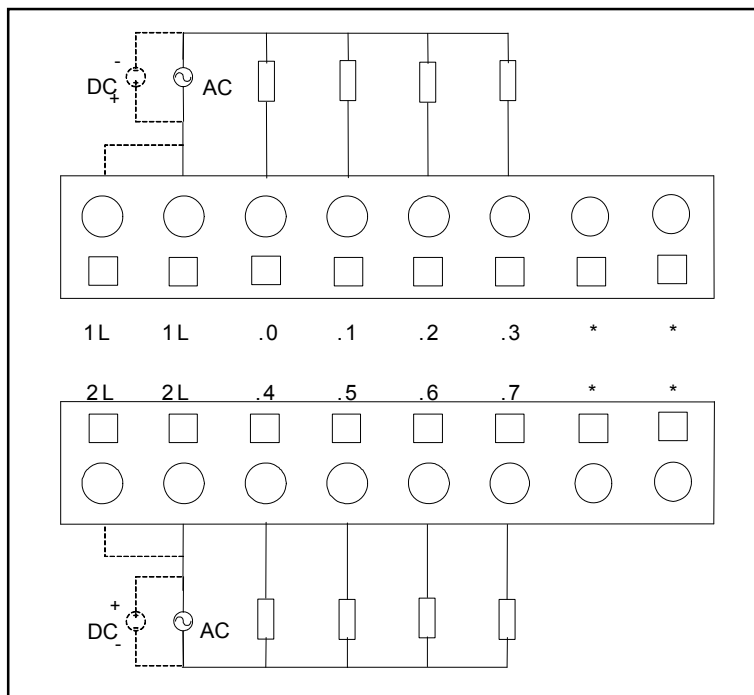 -
DC
+
AC
1L 1L .0 .1 .2 .3 * *
2L 2L .4 .5 .6 .7 * *
+
DC
-
AC